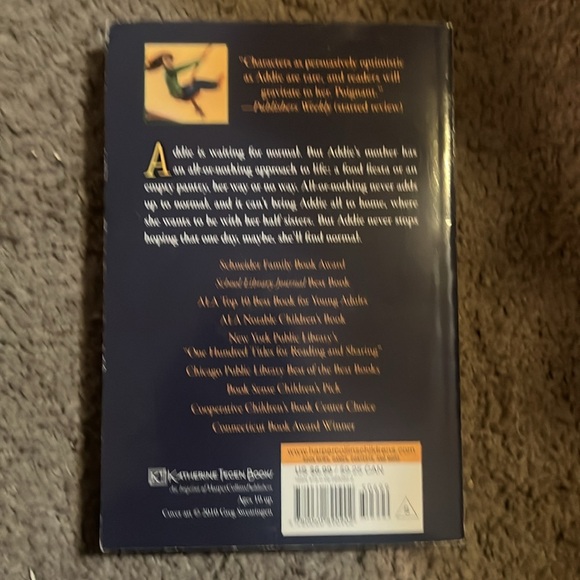 "Characters as persuasively optimistic
as Addie are rare, and readers will
gravitate to her. Poignant."
—Publishers Weekly (starred review)
Addie is waiting for normal. But Addie's mother has
an all-or-nothing approach to life: a food fiesta or an
empty pantry, her way or no way. All-or-nothing never adds
up to normal, and it can't bring Addie all to home, where
she wants to be with her half sisters. But Addie never stops
hoping that one day, maybe, she'll find normal.
Schneider Family Book Award
School Library Journal Best Book
ALA Top 10 Best Book for Young Adults
ALA Notable Children's Book
New York Public Library's
"One Hundred Titles for Reading and Sharing"
Chicago Public Library Best of the Best Books
Book Sense Children's Pick
Cooperative Children's Book Center Choice
Connecticut Book Award Winner
www.harpercollinschildrens.com
US $6.99 / $9.25 CAN
KATHERINE TEGEN BOOKS
An Imprint of HarperCollinsPublishers
Ages 10 up
Cover art © 2010 Greg Swearingen